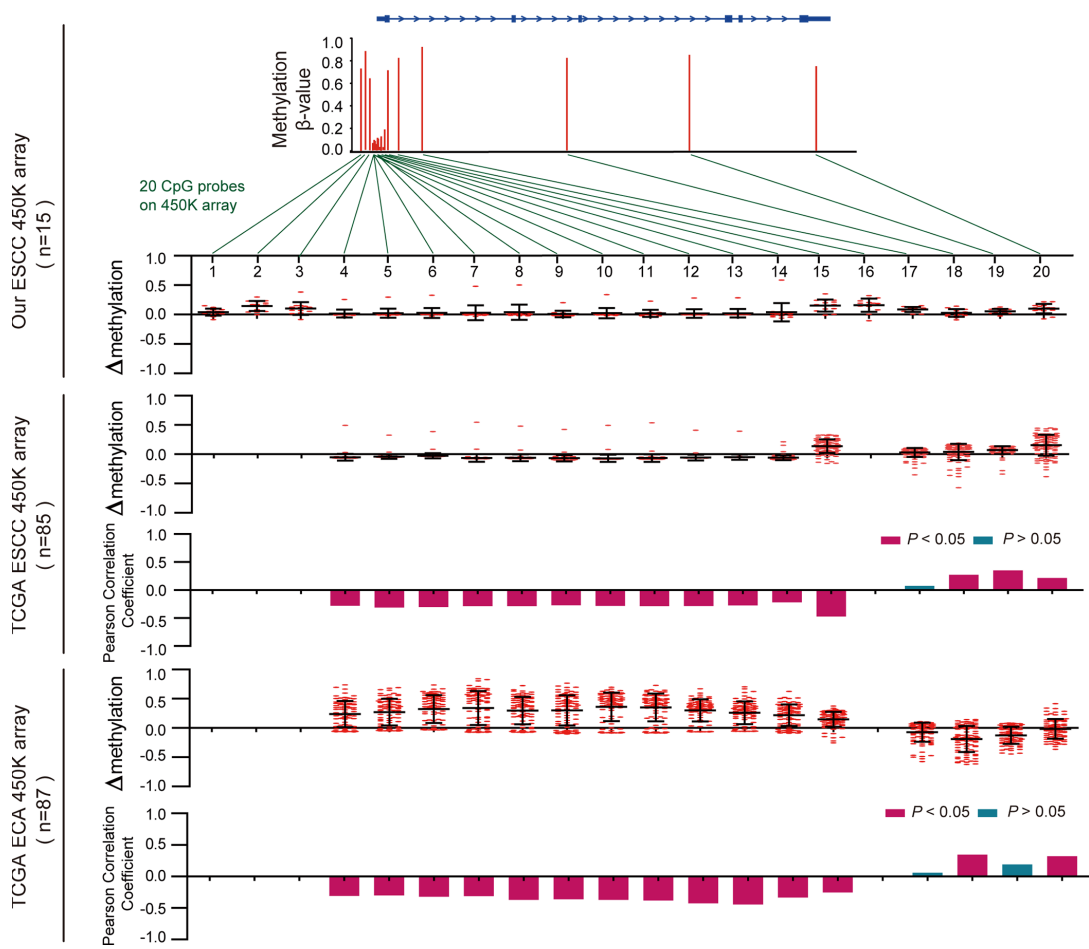 Our ESCC 450K array
( n=15)
Methylation
β-value
1.0
0.8
0.6
0.4
0.2
0.0
20 CpG probes
on 450K array
Δmethylation
1.0
0.5
0.0
-0.5
-1.0
1 2 3 4 5 6 7 8 9 10 11 12 13 14 15 16 17 18 19 20
TCGA ESCC 450K array
( n=85)
Δmethylation
1.0
0.5
0.0
-0.5
-1.0
Pearson Correlation
Coefficient
1.0
0.5
0.0
-0.5
-1.0
P < 0.05 P > 0.05
TCGA ECA 450K array
( n=87)
Δmethylation
1.0
0.5
0.0
-0.5
-1.0
Pearson Correlation
Coefficient
1.0
0.5
0.0
-0.5
-1.0
P < 0.05 P > 0.05